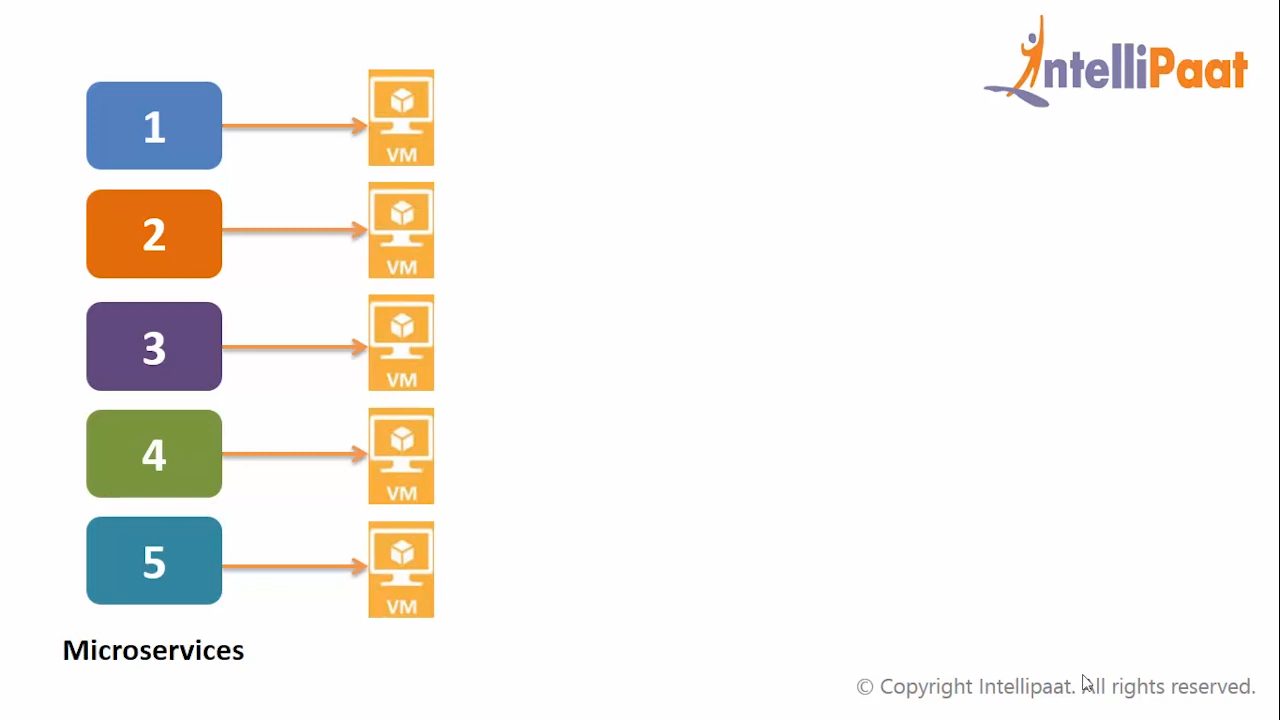 IntelliPaat
1
VM
2
VM
3
VM
4
VM
5
VM
Microservices
© Copyright Intellipaat. All rights reserved.